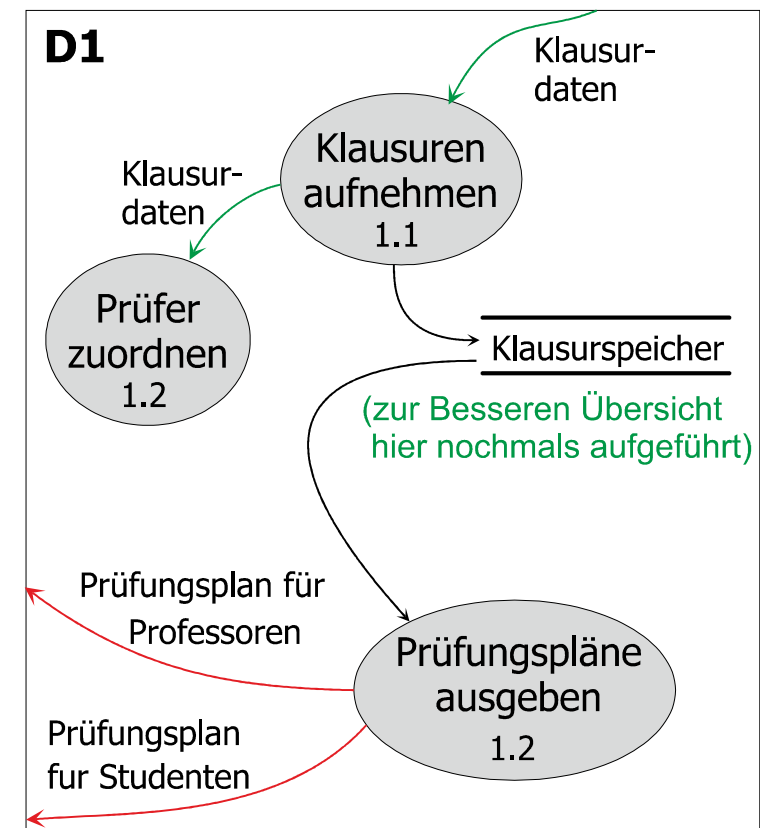 D1
Klausur-
daten
Klausuren
aufnehmen
1.1
Klausur-
daten
Prüfer
zuordnen
1.2
Klausurspeicher
(zur Besseren Übersicht
hier nochmals aufgeführt)
Prüfungsplan für
Professoren
Prüfungspläne
ausgeben
1.2
Prüfungsplan
fur Studenten